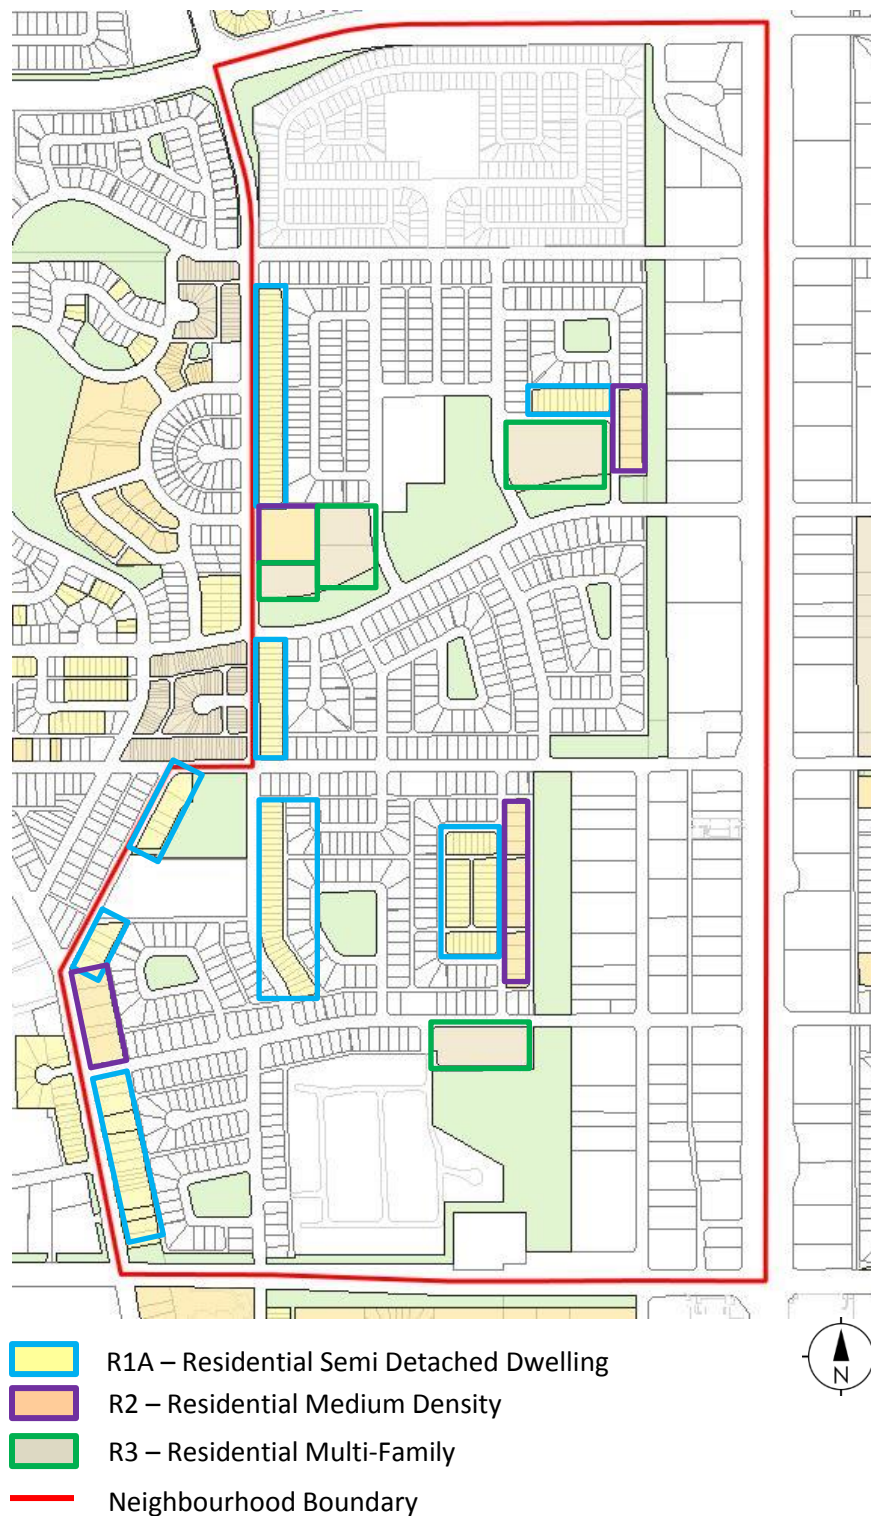 R1A – Residential Semi Detached Dwelling
R2 – Residential Medium Density
R3 – Residential Multi-Family
Neighbourhood Boundary
N